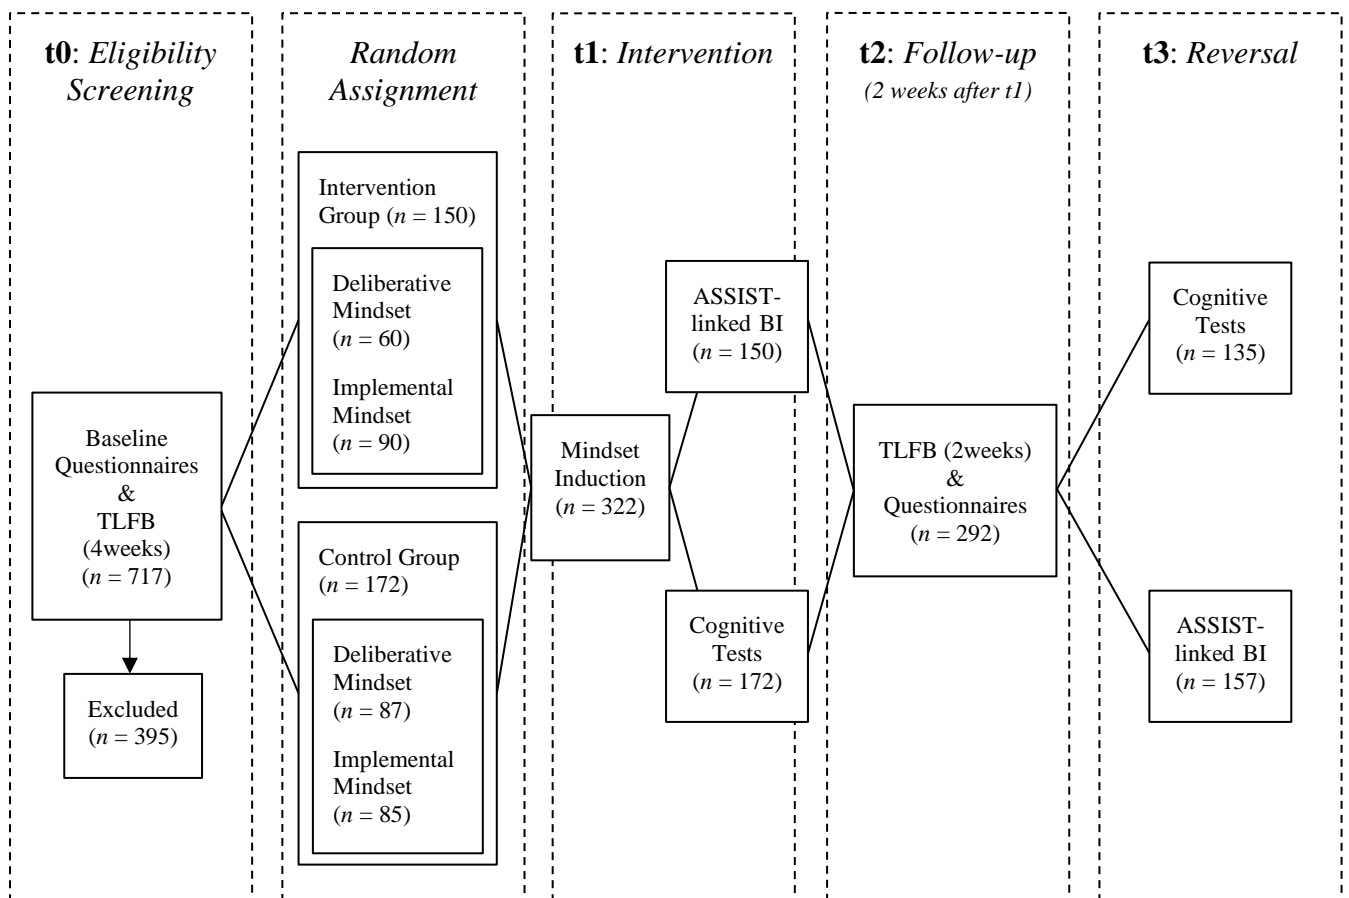 t0: Eligibility
Screening
Random
Assignment
t1: Intervention
t2: Follow-up
(2 weeks after t1)
t3: Reversal
Baseline
Questionnaires
&
TLFB
(4weeks)
(n = 717)
Excluded
(n = 395)
Intervention
Group (n = 150)
Deliberative
Mindset
(n = 60)
Implemental
Mindset
(n = 90)
Control Group
(n = 172)
Deliberative
Mindset
(n = 87)
Implemental
Mindset
(n = 85)
Mindset
Induction
(n = 322)
ASSIST-
linked BI
(n = 150)
Cognitive
Tests
(n = 172)
TLFB (2weeks)
&
Questionnaires
(n = 292)
Cognitive
Tests
(n = 135)
ASSIST-
linked BI
(n = 157)